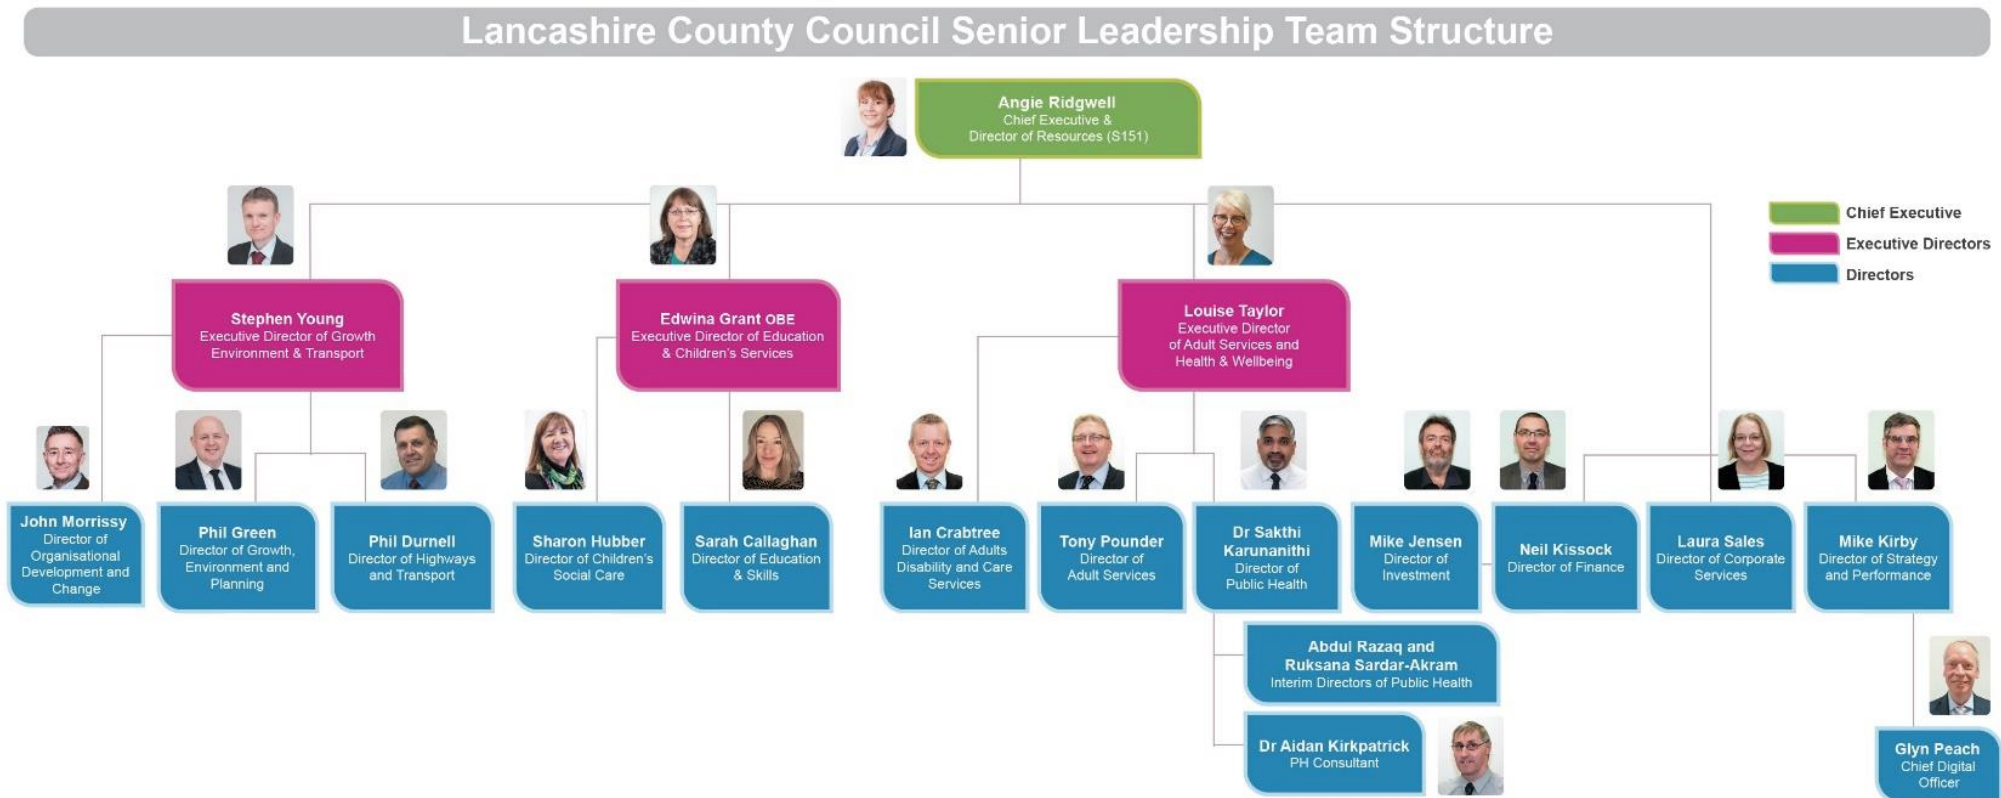 Lancashire County Council Senior Leadership Team Structure
Angie Ridgwell
Chief Executive &
Director of Resources (S151)
Chief Executive
Executive Directors
Directors
Stephen Young
Executive Director of Growth
Environment & Transport
Edwina Grant OBE
Executive Director of Education
& Children's Services
Louise Taylor
Executive Director
of Adult Services and
Health & Wellbeing
John Morrissy
Director of
Organisational
Development and
Change
Phil Green
Director of Growth,
Environment and
Planning
Phil Durnell
Director of Highways
and Transport
Sharon Hubber
Director of Children's
Social Care
Sarah Callaghan
Director of Education
& Skills
Ian Crabtree
Director of Adults
Disability and Care
Services
Tony Pounder
Director of
Adult Services
Dr Sakthi
Karunanithi
Director of
Public Health
Mike Jensen
Director of
Investment
Neil Kissock
Director of Finance
Laura Sales
Director of Corporate
Services
Mike Kirby
Director of Strategy
and Performance
Abdul Razaq and
Ruksana Sardar-Akram
Interim Directors of Public Health
Dr Aidan Kirkpatrick
PH Consultant
Glyn Peach
Chief Digital
Officer